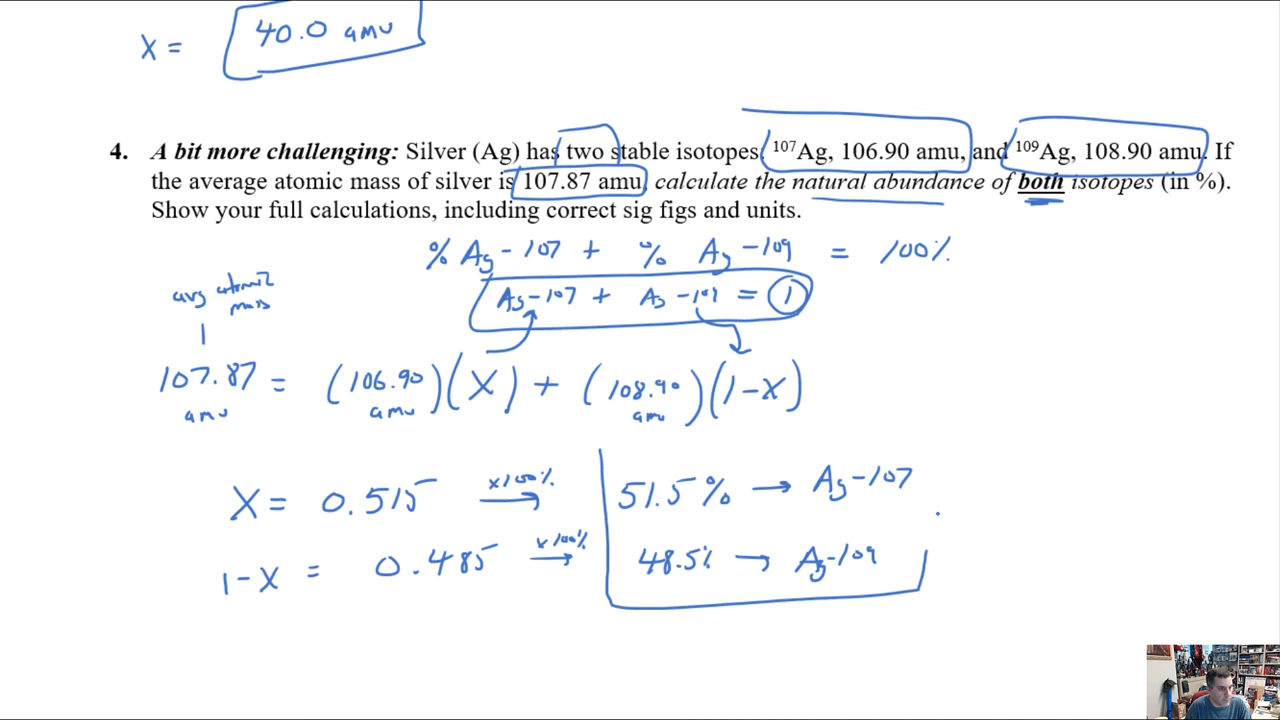 X = 40.0 amu
4. A bit more challenging: Silver (Ag) has two stable isotopes, ¹⁰⁷Ag, 106.90 amu, and ¹⁰⁹Ag, 108.90 amu. If
the average atomic mass of silver is 107.87 amu, calculate the natural abundance of both isotopes (in %).
Show your full calculations, including correct sig figs and units.
% Ag-107 + % Ag-109 = 100%
avg atomic
mass
Ag-107 + Ag-109 = 1
107.87 = (106.90)(X) + (108.90)(1-X)
amu amu amu
X = 0.515 x100% 51.5% → Ag-107
1-X = 0.485 x100% 48.5% → Ag-109